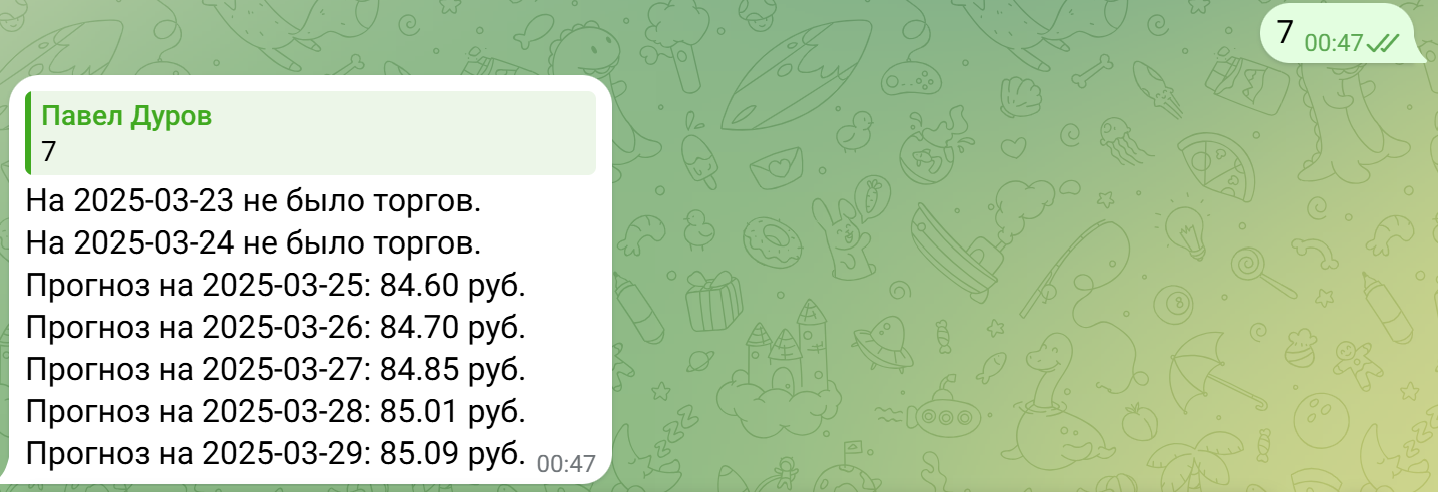 7 00:47
Павел Дуров
7
На 2025-03-23 не было торгов.
На 2025-03-24 не было торгов.
Прогноз на 2025-03-25: 84.60 руб.
Прогноз на 2025-03-26: 84.70 руб.
Прогноз на 2025-03-27: 84.85 руб.
Прогноз на 2025-03-28: 85.01 руб.
Прогноз на 2025-03-29: 85.09 руб. 00:47